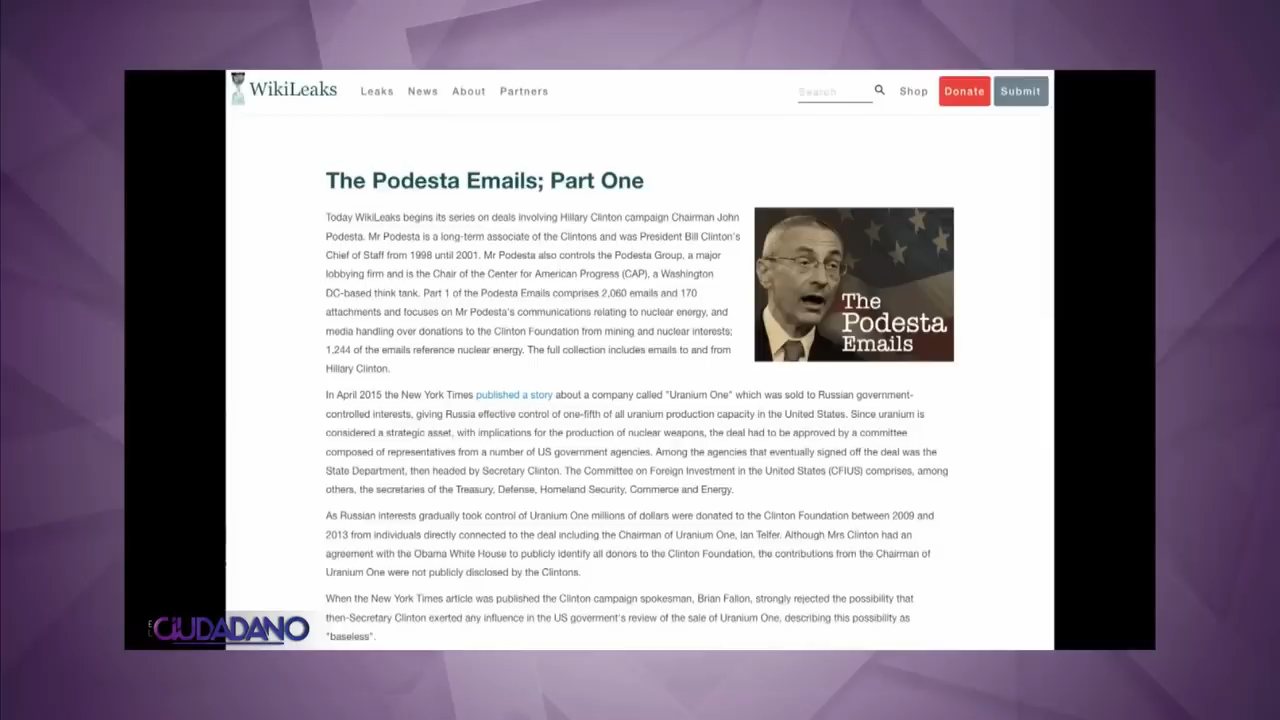 WikiLeaks Leaks News About Partners Search Shop Donate Submit
The Podesta Emails; Part One
Today WikiLeaks begins its series on deals involving Hillary Clinton campaign Chairman John
Podesta. Mr Podesta is a long-term associate of the Clintons and was President Bill Clinton's
Chief of Staff from 1998 until 2001. Mr Podesta also controls the Podesta Group, a major
lobbying firm and is the Chair of the Center for American Progress (CAP), a Washington
DC-based think tank. Part 1 of the Podesta Emails comprises 2,060 emails and 170
attachments and focuses on Mr Podesta's communications relating to nuclear energy, and
media handling over donations to the Clinton Foundation from mining and nuclear interests;
1,244 of the emails reference nuclear energy. The full collection includes emails to and from
Hillary Clinton.
The
Podesta
Emails
In April 2015 the New York Times published a story about a company called "Uranium One" which was sold to Russian government-
controlled interests, giving Russia effective control of one-fifth of all uranium production capacity in the United States. Since uranium is
considered a strategic asset, with implications for the production of nuclear weapons, the deal had to be approved by a committee
composed of representatives from a number of US government agencies. Among the agencies that eventually signed off the deal was the
State Department, then headed by Secretary Clinton. The Committee on Foreign Investment in the United States (CFIUS) comprises, among
others, the secretaries of the Treasury, Defense, Homeland Security, Commerce and Energy.
As Russian interests gradually took control of Uranium One millions of dollars were donated to the Clinton Foundation between 2009 and
2013 from individuals directly connected to the deal including the Chairman of Uranium One, Ian Telfer. Although Mrs Clinton had an
agreement with the Obama White House to publicly identify all donors to the Clinton Foundation, the contributions from the Chairman of
Uranium One were not publicly disclosed by the Clintons.
When the New York Times article was published the Clinton campaign spokesman, Brian Fallon, strongly rejected the possibility that
then-Secretary Clinton exerted any influence in the US goverment's review of the sale of Uranium One, describing this possibility as
"baseless".
EL CIUDADANO